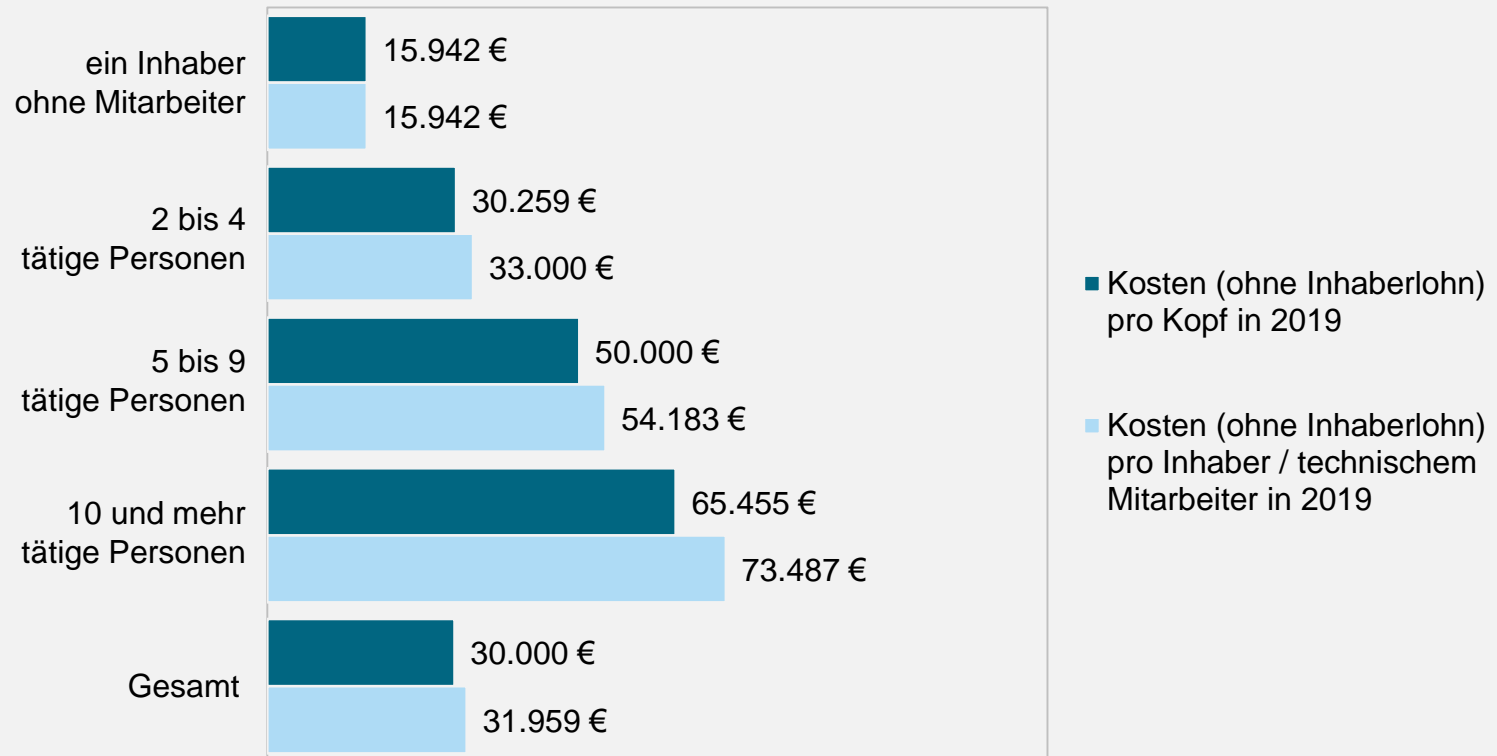 ein Inhaber
ohne Mitarbeiter
15.942 €
15.942 €
2 bis 4
tätige Personen
30.259 €
33.000 €
5 bis 9
tätige Personen
50.000 €
54.183 €
10 und mehr
tätige Personen
65.455 €
73.487 €
Gesamt
30.000 €
31.959 €
Kosten (ohne Inhaberlohn)
pro Kopf in 2019
Kosten (ohne Inhaberlohn)
pro Inhaber / technischem
Mitarbeiter in 2019